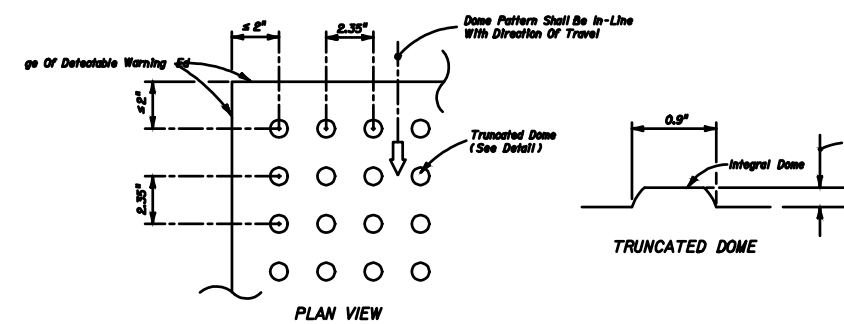 ≤ 2"
2.35"
Dome Pattern Shall Be In-Line
With Direction Of Travel
ge Of Detectable Warning Ed
≤2"
2.35"
Truncated Dome
(See Detail)
PLAN VIEW
0.9"
Integral Dome
TRUNCATED DOME